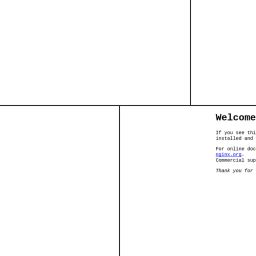 Welcome
If you see thi
installed and
For online doc
nginx.org.
Commercial sup
Thank you for